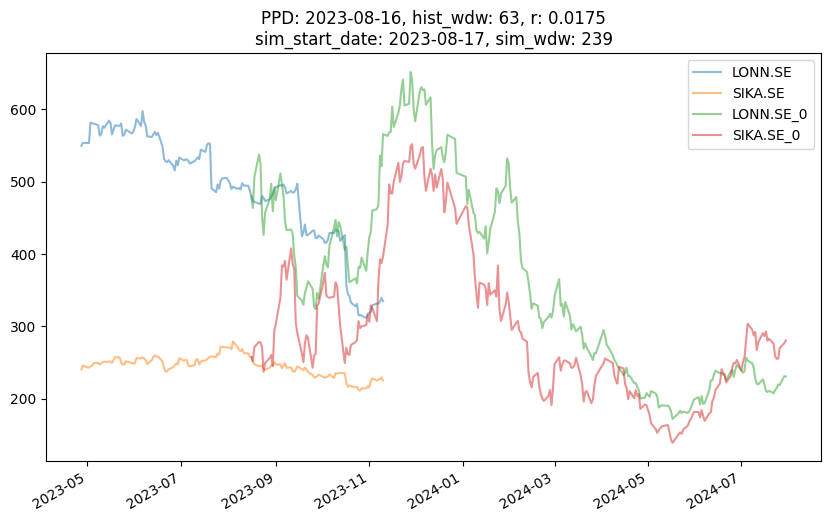 PPD: 2023-08-16, hist_wdw: 63, r: 0.0175
sim_start_date: 2023-08-17, sim_wdw: 239
LONN.SE
SIKA.SE
LONN.SE_0
SIKA.SE_0
600
500
400
300
200
2023-05
2023-07
2023-09
2023-11
2024-01
2024-03
2024-05
2024-07